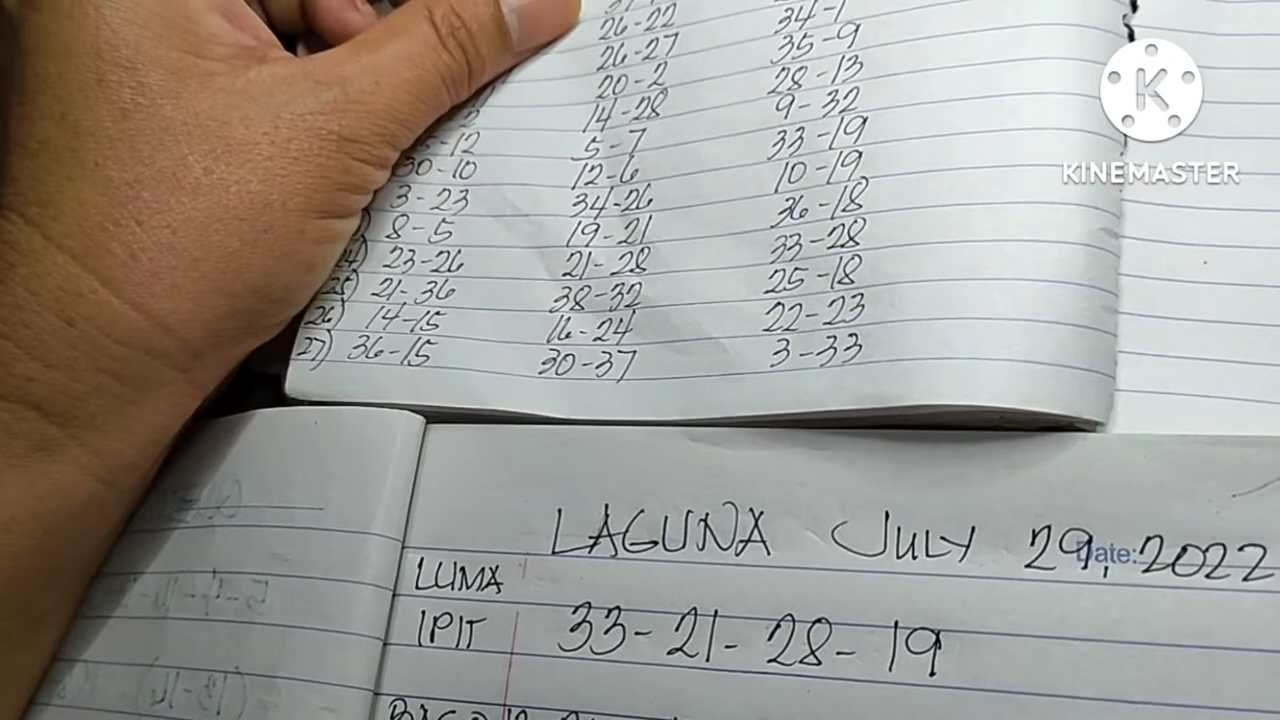 26-22 34-1
26-27 35-9
20-2 28-13
14-28 9-32
2 5-7 33-19
-12 12-6 10-19
30-10 34-26 36-18
3-23 19-21 33-28
8-5 21-28 25-18
24) 23-26 38-32 22-23
25) 21-36 16-24 3-33
26) 14-15 30-37
27) 36-15
K
KINEMASTER
LAGUNA JULY 29, 2022
Date:
LUMA
IPIT 33-21-28-19